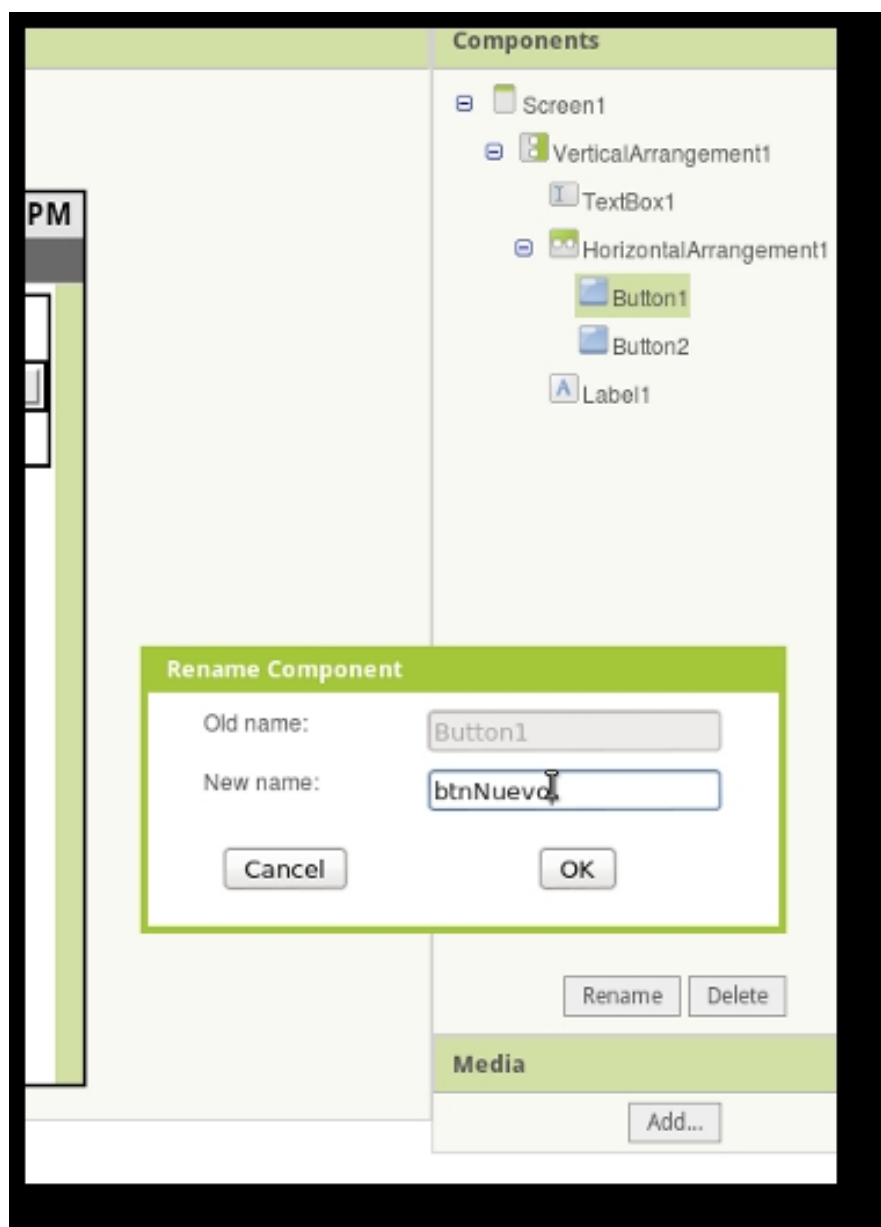 Components
Screen1
VerticalArrangement1
PM
TextBox1
HorizontalArrangement1
Button1
Button2
Label1
Rename Component
Old name: Button1
New name: btnNuevo
Cancel OK
Rename Delete
Media
Add...